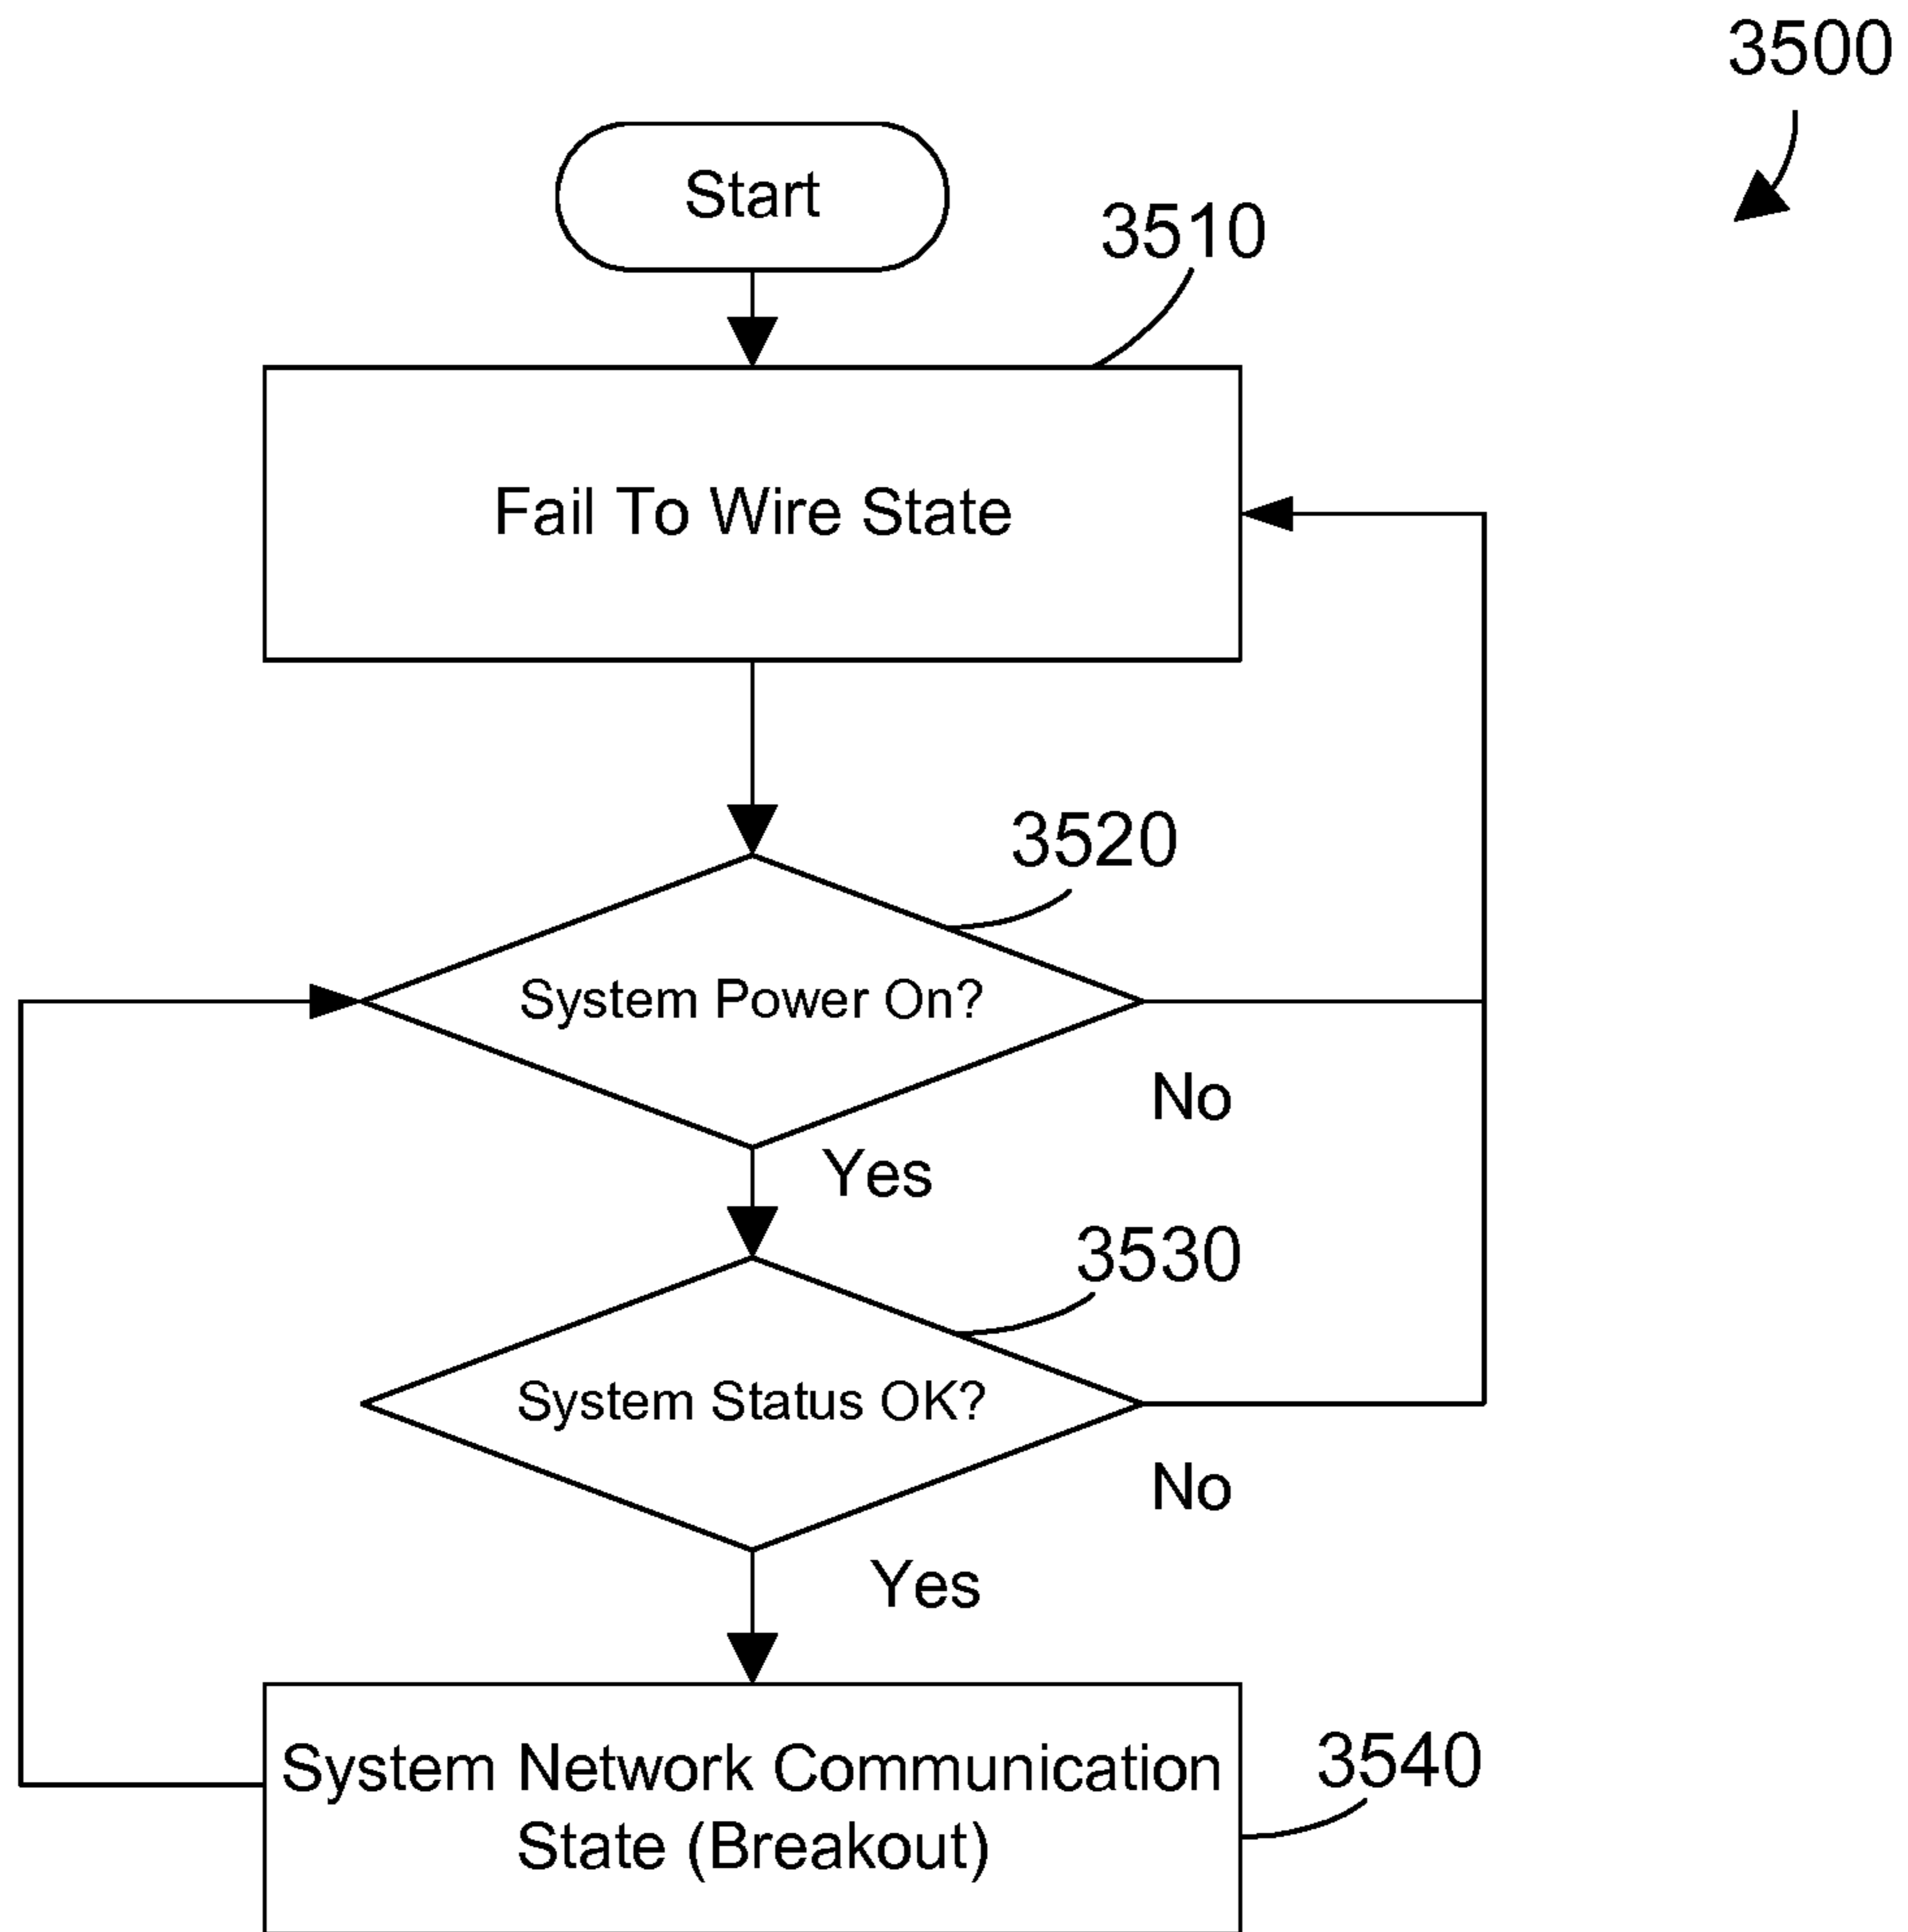 3500
Start
3510
Fail To Wire State
3520
System Power On?
No
Yes
3530
System Status OK?
No
Yes
System Network Communication
State (Breakout)
3540